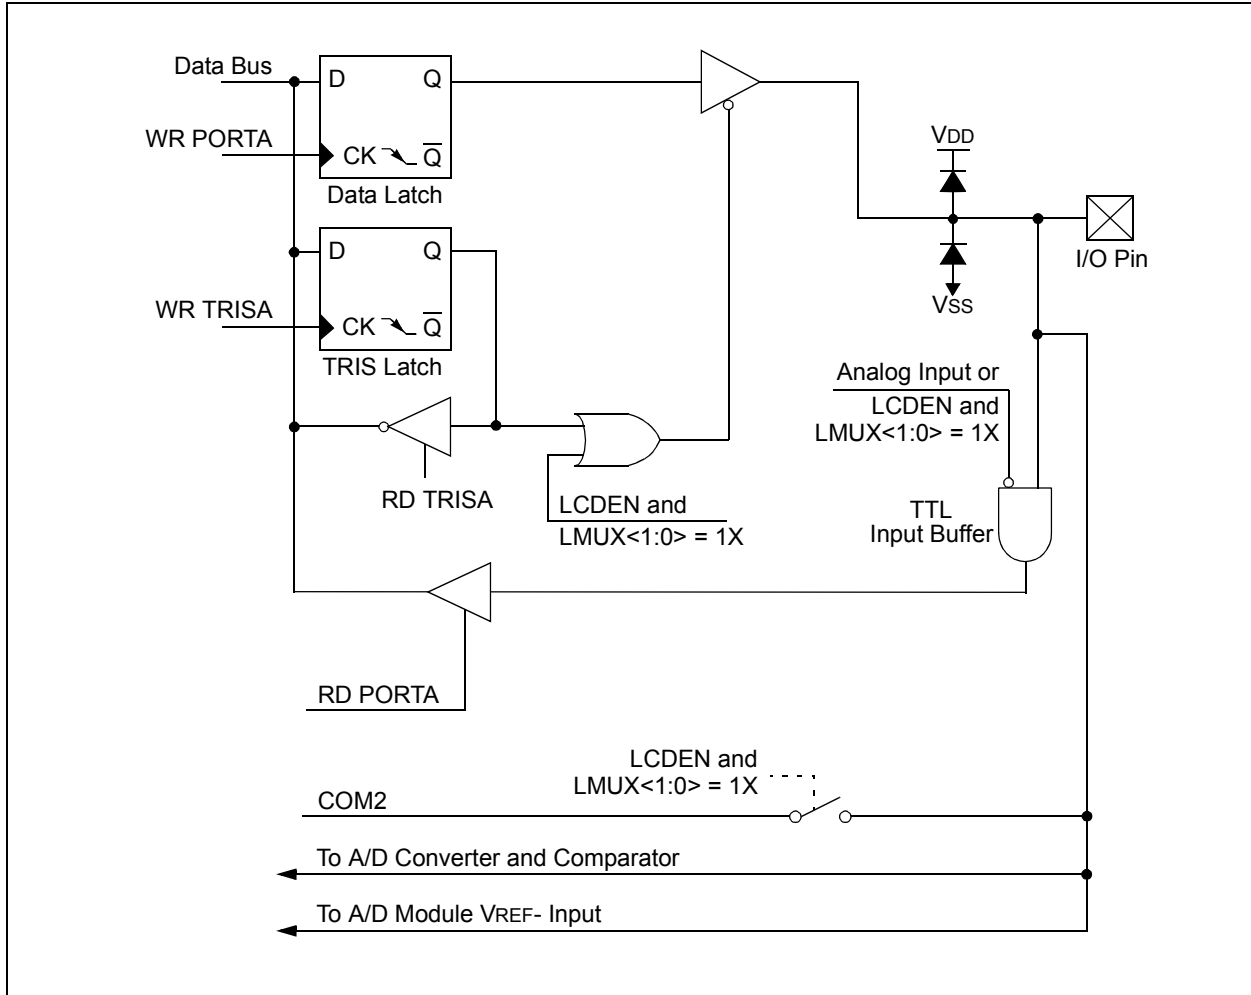 Data Bus
D Q
WR PORTA
CK Q
Data Latch
VDD
I/O Pin
VSS
D Q
WR TRISA
CK Q
TRIS Latch
Analog Input or
LCDEN and
LMUX<1:0> = 1X
RD TRISA
LCDEN and
LMUX<1:0> = 1X
TTL
Input Buffer
RD PORTA
LCDEN and
LMUX<1:0> = 1X
COM2
To A/D Converter and Comparator
To A/D Module VREF- Input